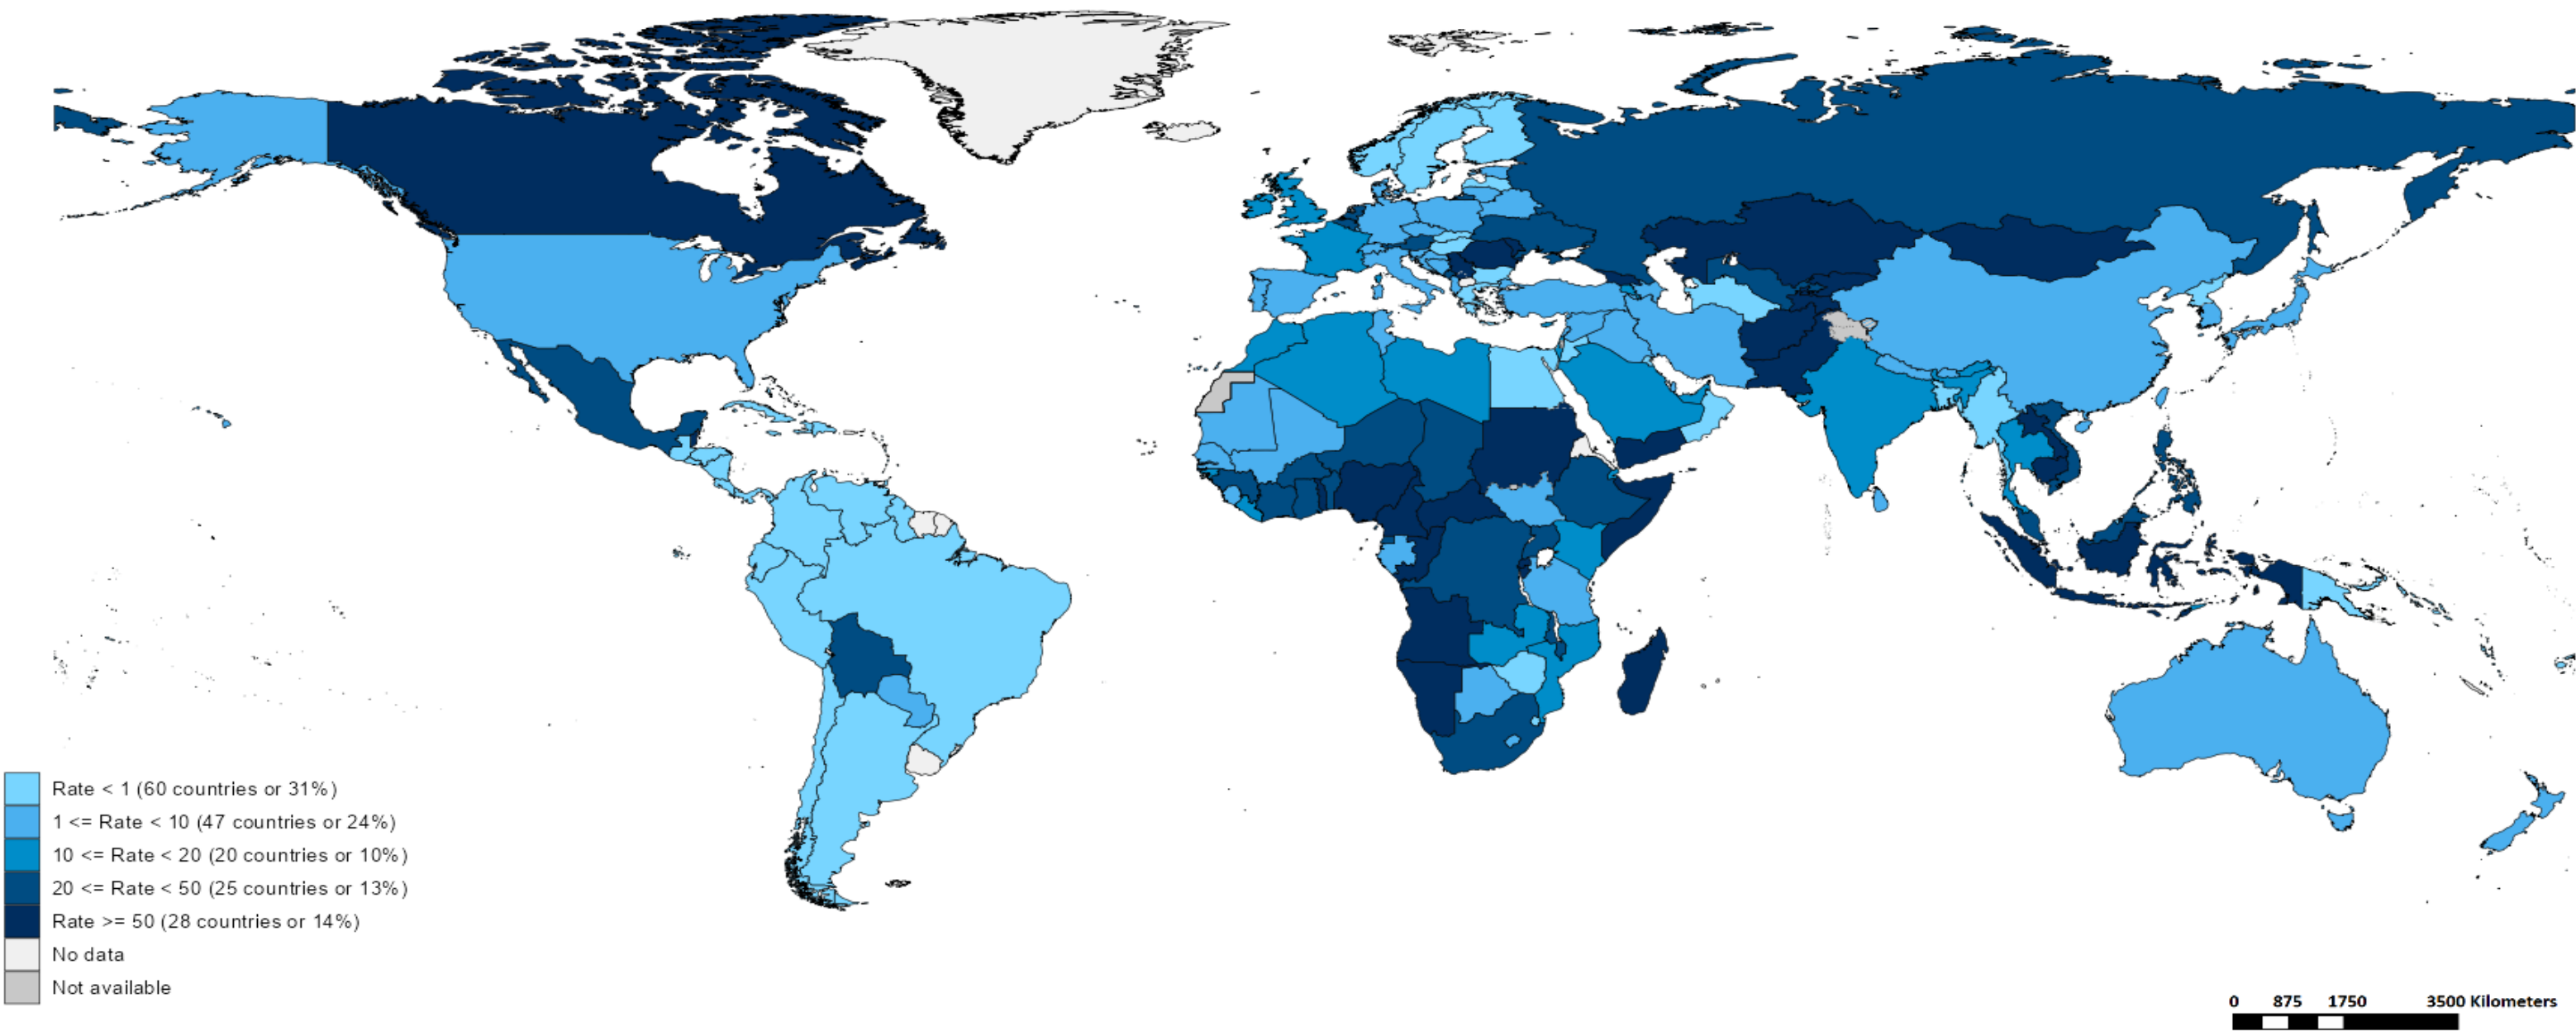 Rate < 1 (60 countries or 31%)
1 <= Rate < 10 (47 countries or 24%)
10 <= Rate < 20 (20 countries or 10%)
20 <= Rate < 50 (25 countries or 13%)
Rate >= 50 (28 countries or 14%)
No data
Not available
0 875 1750 3500 Kilometers